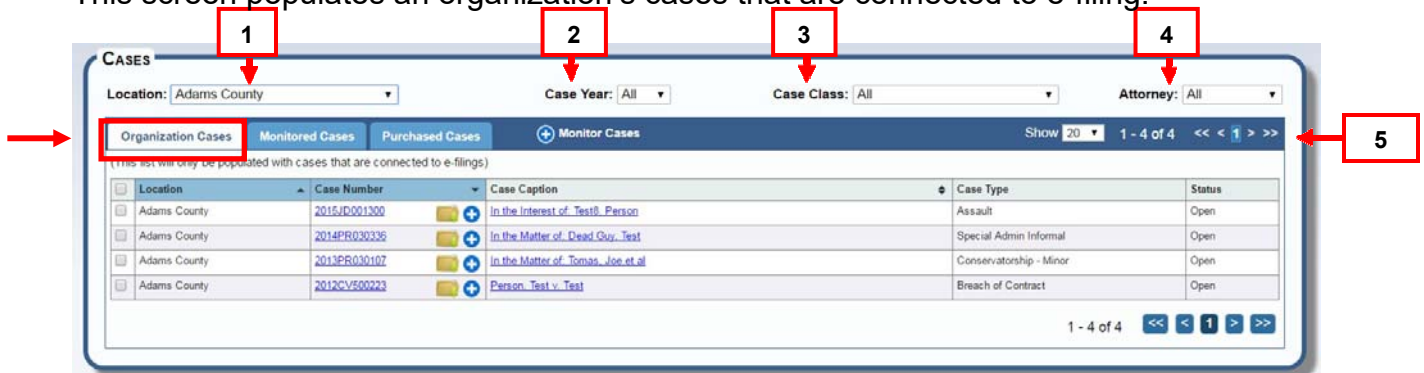 This screen populates an organization's cases that are connected to e-filing.
1 2 3 4
CASES
Location: Adams County Case Year: All Case Class: All Attorney: All
Organization Cases Monitored Cases Purchased Cases Monitor Cases Show 20 1 - 4 of 4 << < 1 > >> 5
(This list will only be populated with cases that are connected to e-filings)
Location Case Number Case Caption Case Type Status
Adams County 2015JD001300 In the Interest of: Test8, Person Assault Open
Adams County 2014PR030336 In the Matter of: Dead Guy, Test Special Admin Informal Open
Adams County 2013PR030107 In the Matter of: Tomas, Joe et al Conservatorship - Minor Open
Adams County 2012CV500223 Person, Test v. Test Breach of Contract Open
1 - 4 of 4 << < 1 > >>